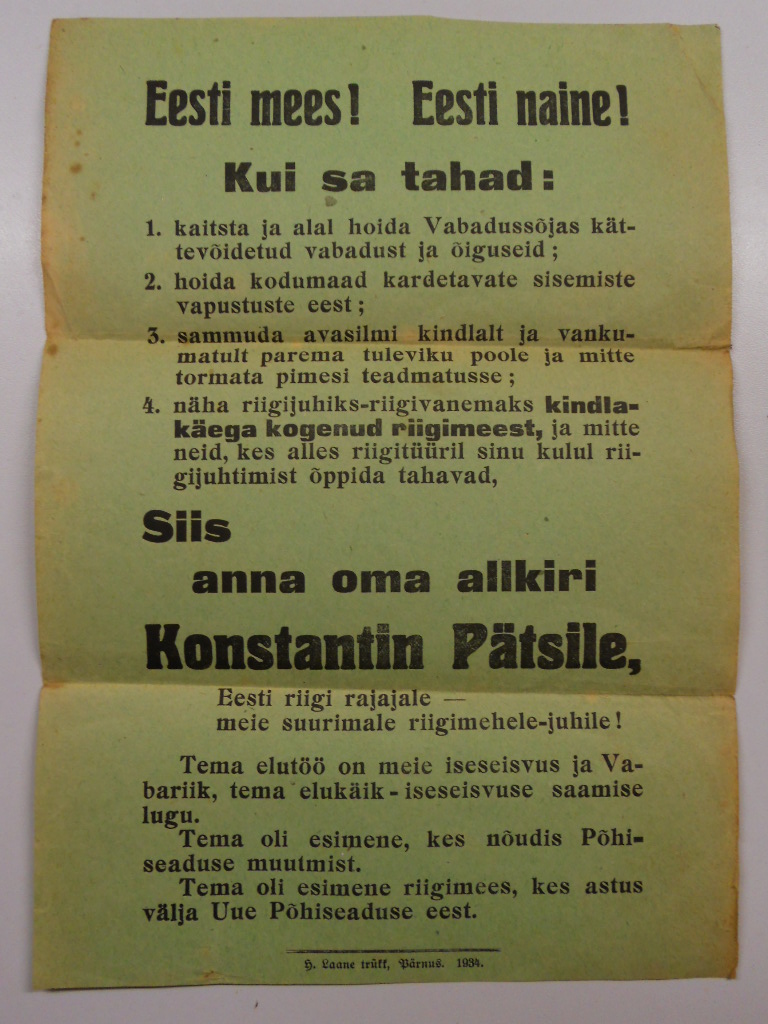 Eesti mees! Eesti naine!
Kui sa tahad:
1. kaitsta ja alal hoida Vabadussõjas kät-
tevõidetud vabadust ja õiguseid;
2. hoida kodumaad kardetavate sisemiste
vapustuste eest;
3. sammuda avasilmi kindlalt ja vanku-
matult parema tuleviku poole ja mitte
tormata pimesi teadmatusse;
4. näha riigijuhiks-riigivanemaks kindla-
käega kogenud riigimeest, ja mitte
neid, kes alles riigitüüril sinu kulul rii-
gijuhtimist õppida tahavad,
Siis
anna oma allkiri
Konstantin Pätsile,
Eesti riigi rajajale —
meie suurimale riigimehele-juhile!
Tema elutöö on meie iseseisvus ja Va-
bariik, tema elukäik - iseseisvuse saamise
lugu.
Tema oli esimene, kes nõudis Põhi-
seaduse muutmist.
Tema oli esimene riigimees, kes astus
välja Uue Põhiseaduse eest.
H. Laane trükk, Pärnus. 1934.